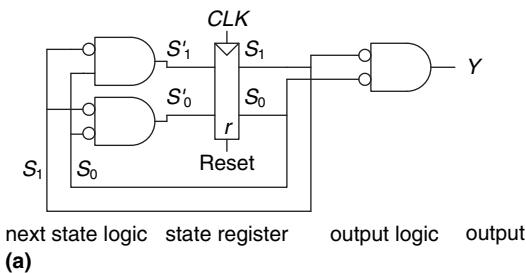 CLK
S'1 S1
Y
S'0 S0
r
S1 S0 Reset
next state logic state register output logic output
(a)